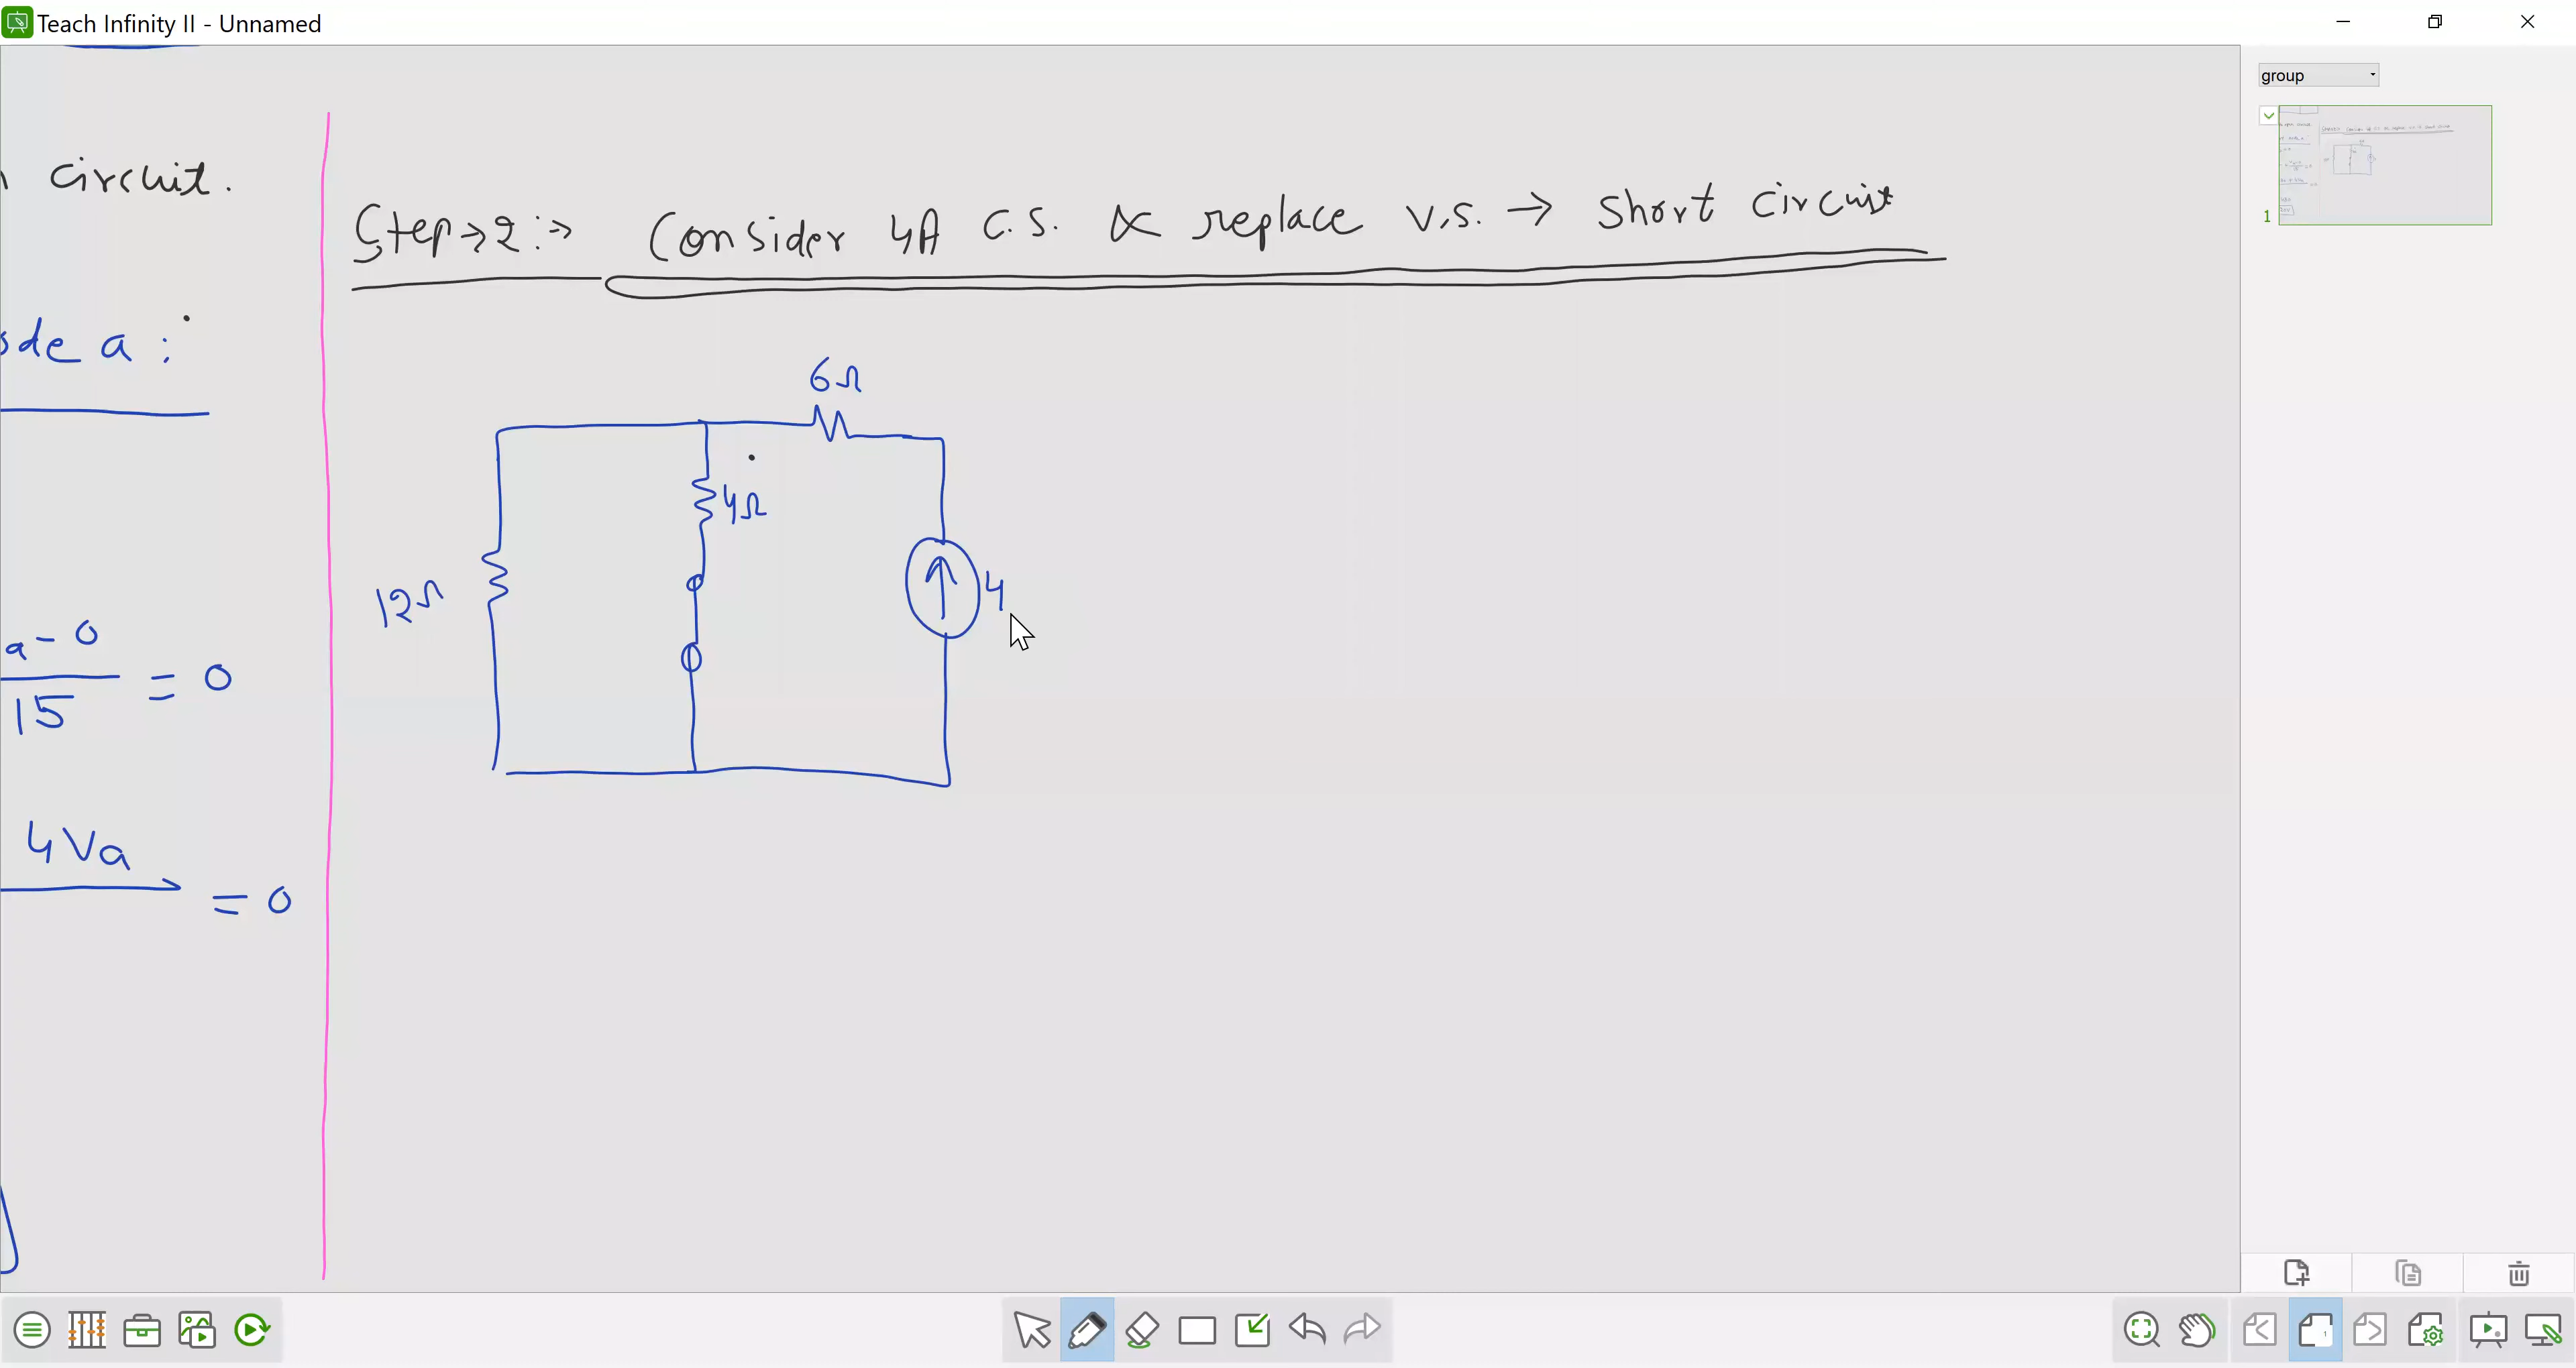 Teach Infinity II - Unnamed
group
1
circuit.
Step→2:⇒ Consider 4A C.S. & replace V.S. → Short Circuit
a:
6Ω
4Ω
12Ω
4
a - 0
15
= 0
4Va
= 0